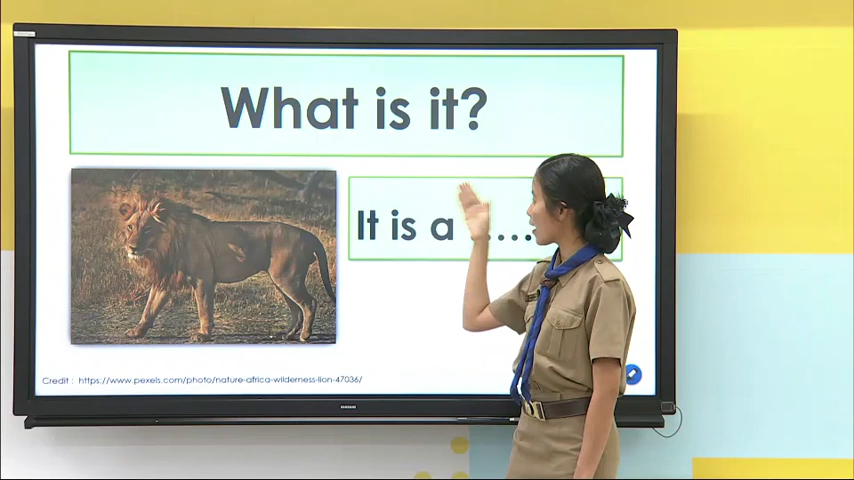 What is it?
It is a .....
Credit : https://www.pexels.com/photo/nature-africa-wilderness-lion-47036/
SAMSUNG